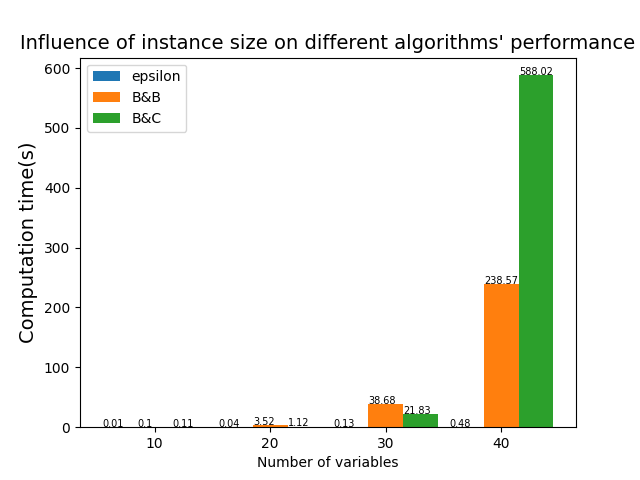 Influence of instance size on different algorithms' performance
epsilon
B&B
B&C
Computation time(s)
600
500
400
300
200
100
0
588.02
238.57
38.68
21.83
0.01 0.1 0.11 0.04 3.52 1.12 0.13 0.48
10 20 30 40
Number of variables